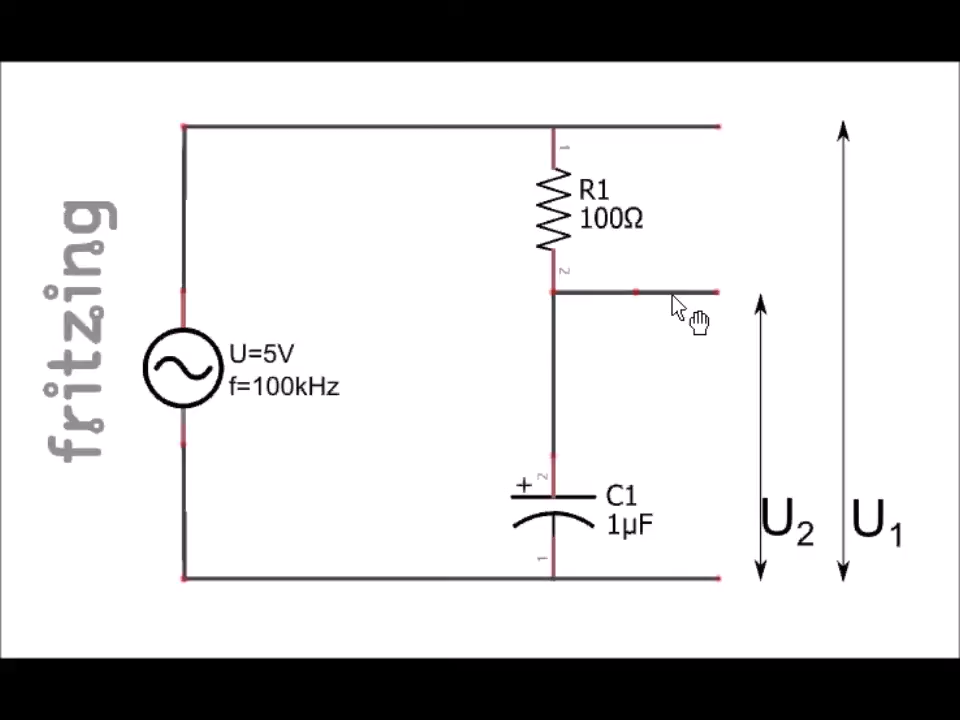 fritzing
1
R1
100Ω
2
U=5V
f=100kHz
2
+
C1
1µF
1
U2
U1